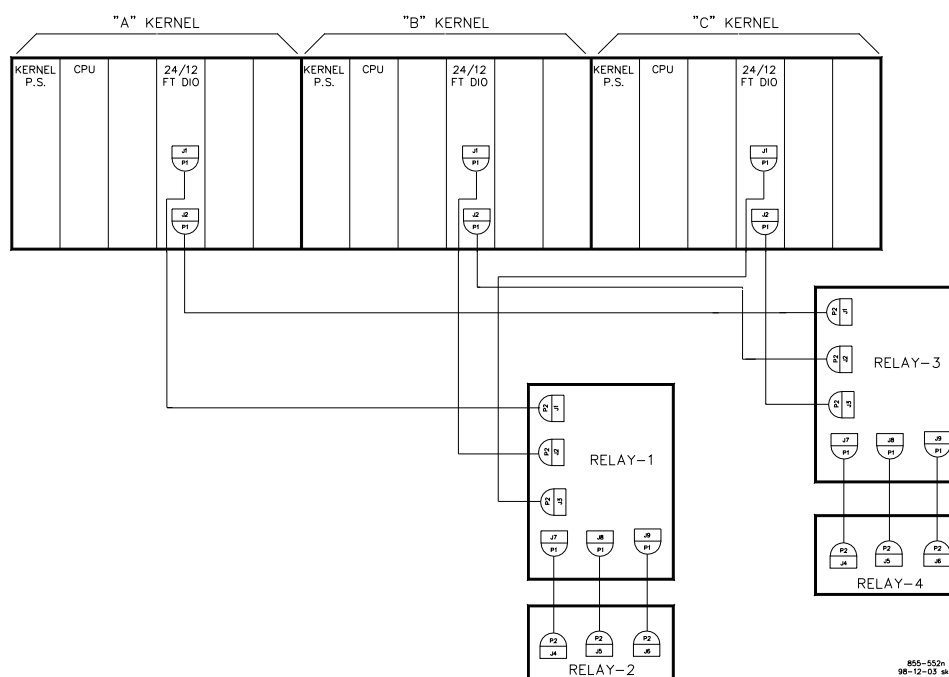 "A" KERNEL "B" KERNEL "C" KERNEL
KERNEL P.S. CPU 24/12 FT DIO KERNEL P.S. CPU 24/12 FT DIO KERNEL P.S. CPU 24/12 FT DIO
J1 J1 J1
P1 P1 P1
J2 J2 J2
P1 P1 P1
P2 J1
P2 J2
RELAY-3
P2 J3
J7 J8 J9
P1 P1 P1
P2 P2 P2
J4 J5 J6
RELAY-4
P2 J1
P2 J2
RELAY-1
P2 J3
J7 J8 J9
P1 P1 P1
P2 P2 P2
J4 J5 J6
RELAY-2
855-552n
98-12-03